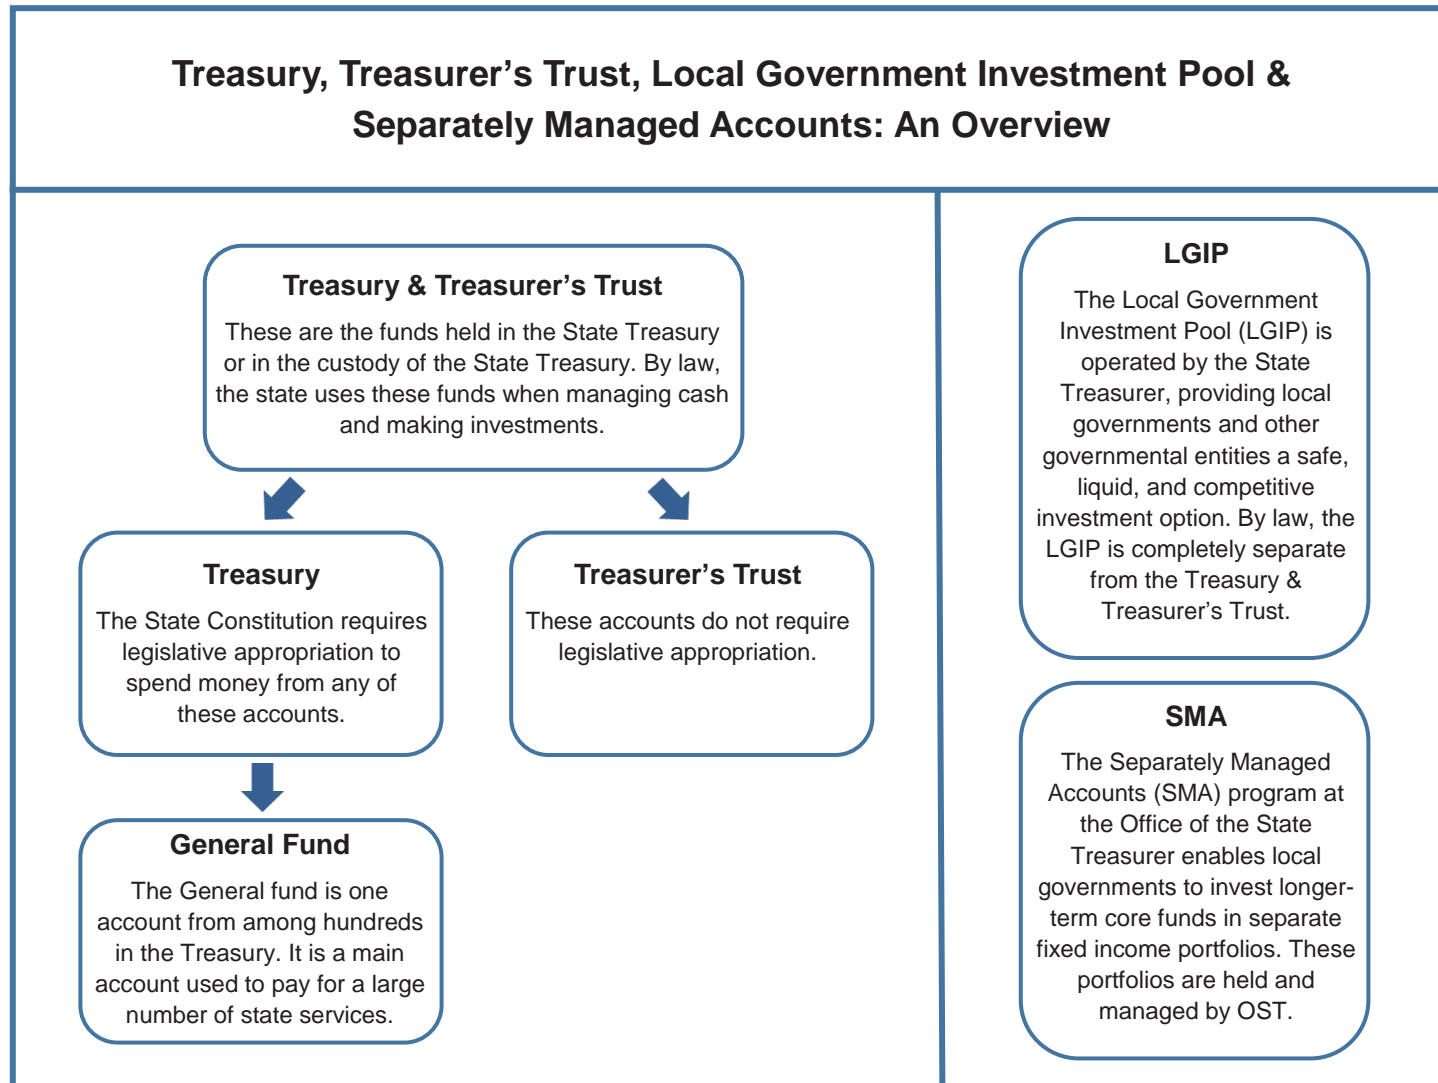 Treasury, Treasurer’s Trust, Local Government Investment Pool &
Separately Managed Accounts: An Overview
Treasury & Treasurer’s Trust
These are the funds held in the State Treasury
or in the custody of the State Treasury. By law,
the state uses these funds when managing cash
and making investments.
Treasury
The State Constitution requires
legislative appropriation to
spend money from any of
these accounts.
Treasurer’s Trust
These accounts do not require
legislative appropriation.
General Fund
The General fund is one
account from among hundreds
in the Treasury. It is a main
account used to pay for a large
number of state services.
LGIP
The Local Government
Investment Pool (LGIP) is
operated by the State
Treasurer, providing local
governments and other
governmental entities a safe,
liquid, and competitive
investment option. By law, the
LGIP is completely separate
from the Treasury &
Treasurer’s Trust.
SMA
The Separately Managed
Accounts (SMA) program at
the Office of the State
Treasurer enables local
governments to invest longer-
term core funds in separate
fixed income portfolios. These
portfolios are held and
managed by OST.